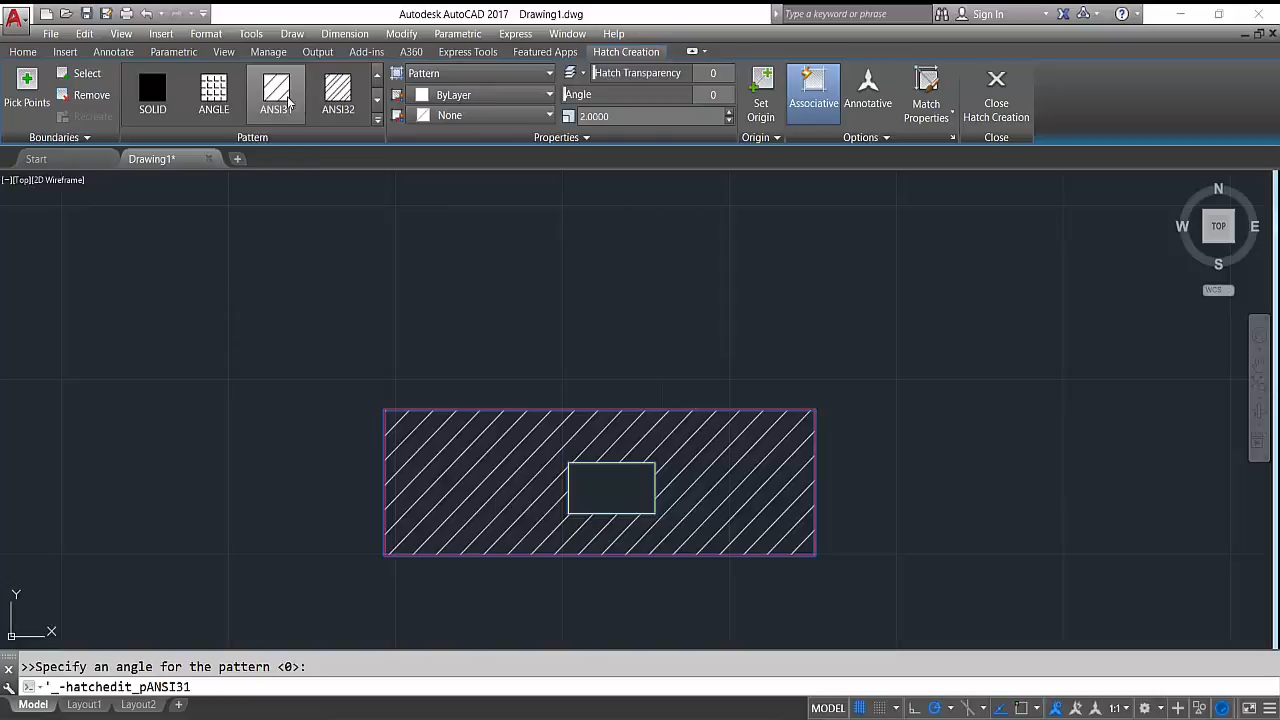 Autodesk AutoCAD 2017 Drawing1.dwg
Type a keyword or phrase
Sign In
File Edit View Insert Format Tools Draw Dimension Modify Parametric Express Window Help
Home Insert Annotate Parametric View Manage Output Add-ins A360 Express Tools Featured Apps Hatch Creation
Pick Points
Select
Remove
Recreate
Boundaries
SOLID ANGLE ANSI31 ANSI32
Pattern
Pattern
ByLayer
None
Hatch Transparency 0
Angle 0
2.0000
Properties
Set Origin
Origin
Associative
Annotative
Match Properties
Options
Close Hatch Creation
Close
Start Drawing1*
[−][Top][2D Wireframe]
N
W TOP E
S
WCS
Y
X
>>Specify an angle for the pattern <0>:
'_-hatchedit_pANSI31
Model Layout1 Layout2 +
MODEL 1:1